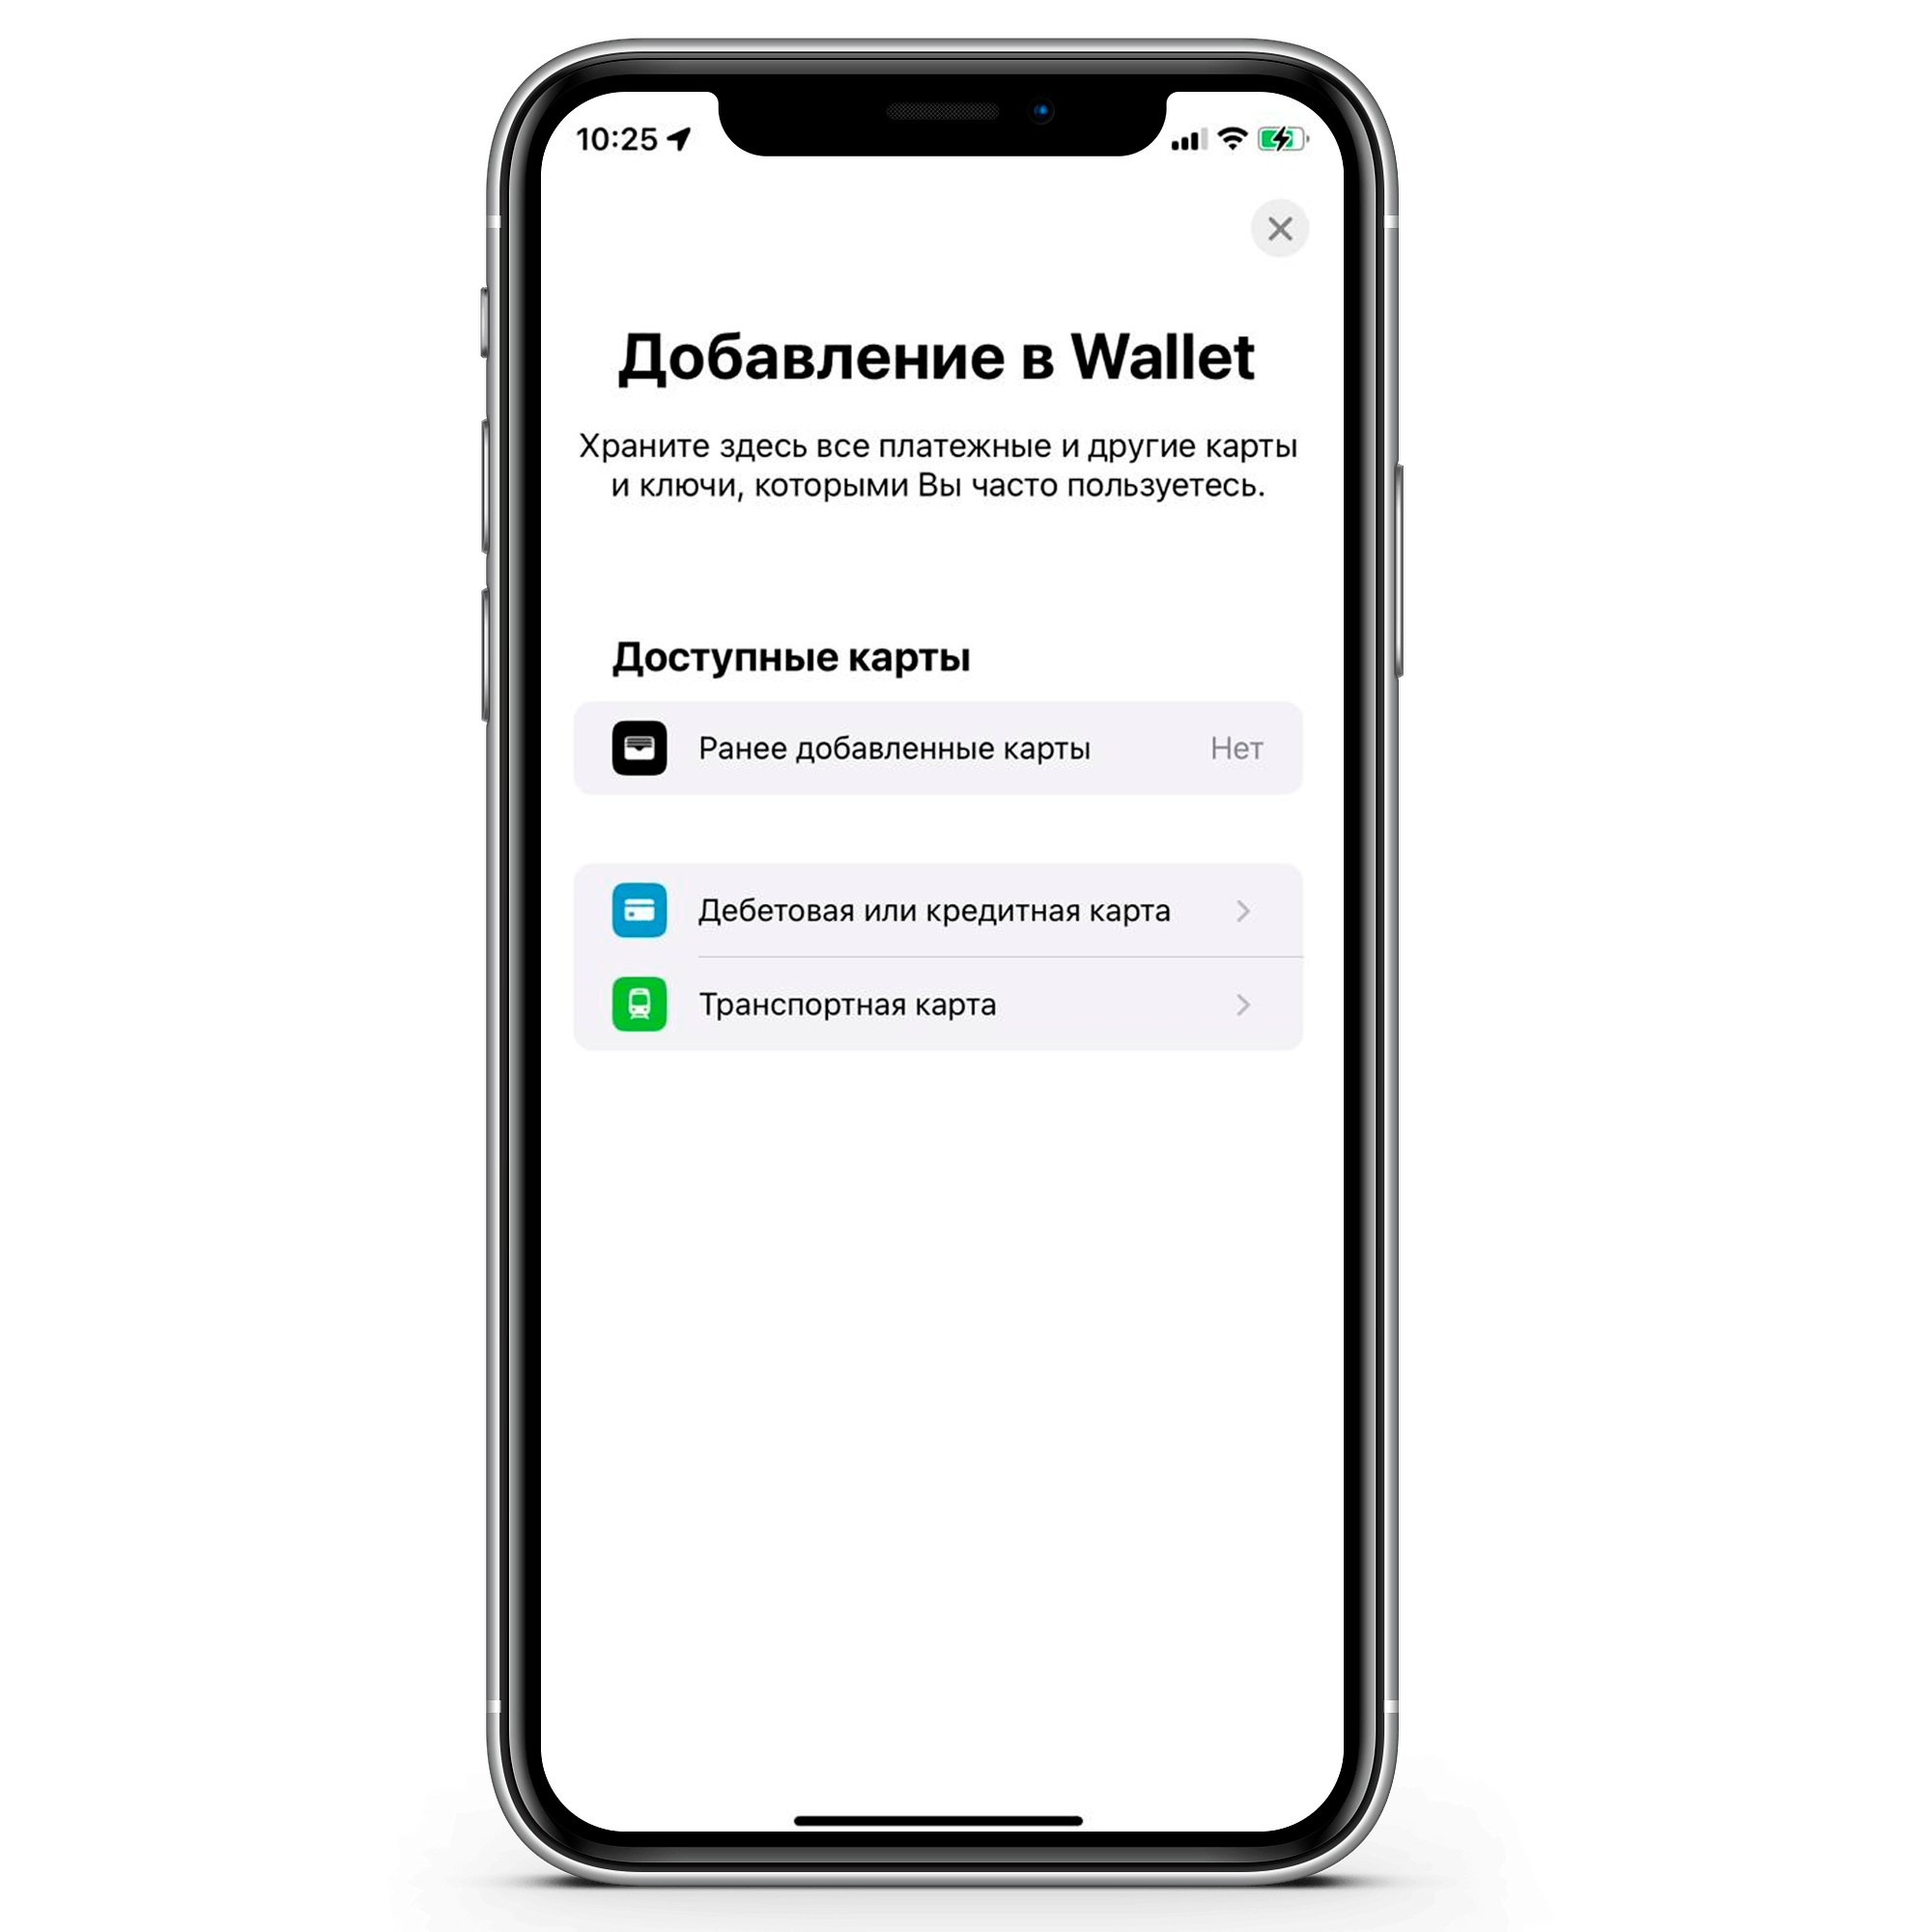 10:25
Добавление в Wallet
Храните здесь все платежные и другие карты
и ключи, которыми Вы часто пользуетесь.
Доступные карты
Ранее добавленные карты Нет
Дебетовая или кредитная карта
Транспортная карта